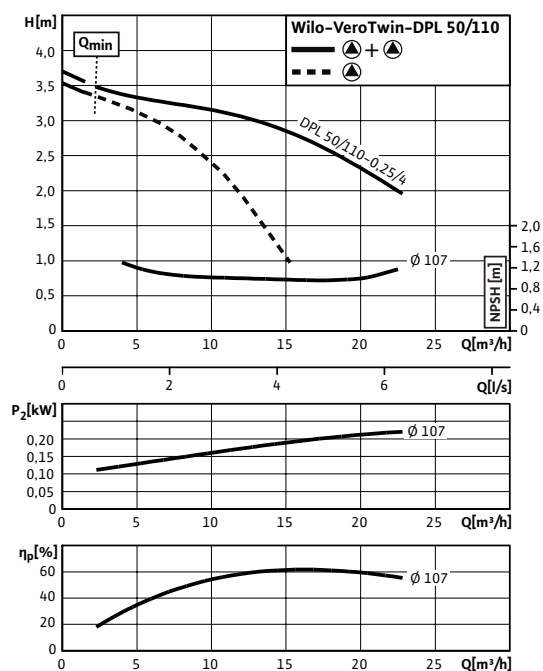 H[m]
Wilo-VeroTwin-DPL 50/110
+
Qmin
4,0
3,5
3,0
2,5
2,0
1,5
1,0
0,5
0
DPL 50/110-0,25/4
Ø 107
2,0
1,6
1,2
0,8
0,4
0
NPSH [m]
0 5 10 15 20 25 Q[m³/h]
0 2 4 6 Q[l/s]
P₂[kW]
0,20
0,15
0,10
0,05
0
Ø 107
0 5 10 15 20 25 Q[m³/h]
ηp[%]
60
40
20
0
Ø 107
0 5 10 15 20 25 Q[m³/h]